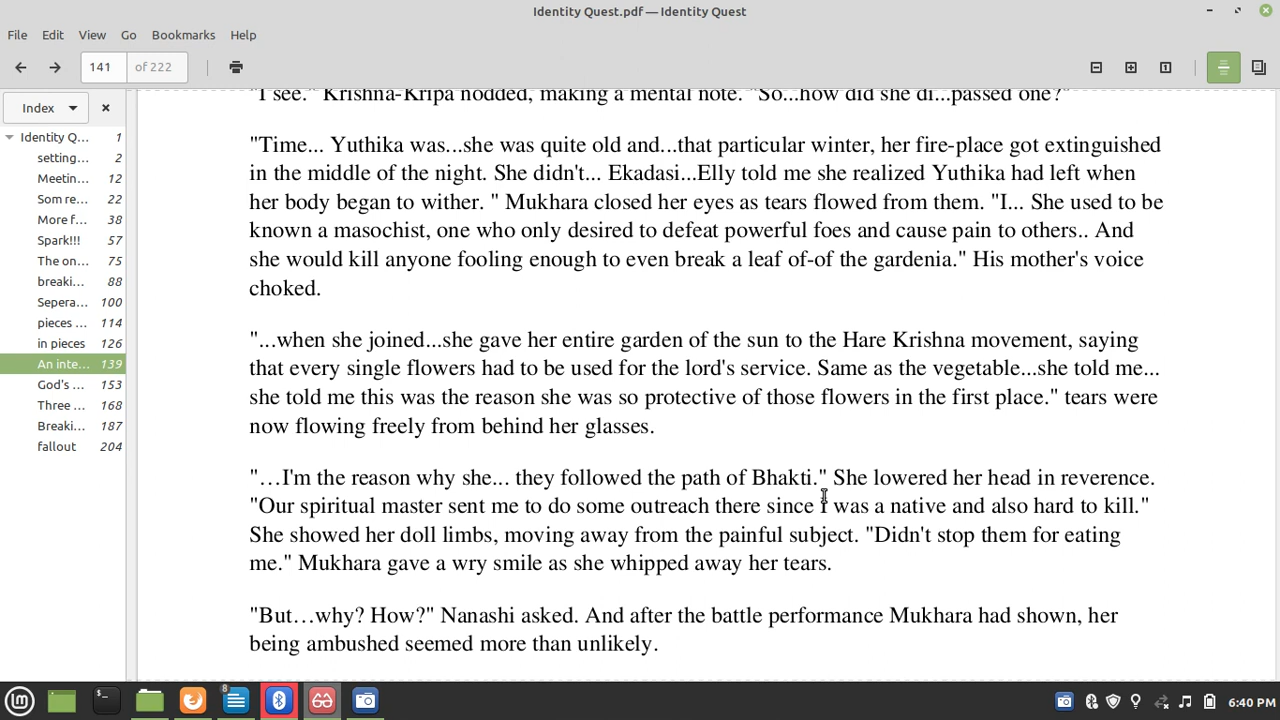 Identity Quest.pdf — Identity Quest
File Edit View Go Bookmarks Help
141 of 222
Index
Identity Q... 1
setting... 2
Meetin... 12
Som re... 22
More f... 38
Spark!!! 57
The on... 75
breaki... 88
Sepera... 100
pieces ... 114
in pieces 126
An inte... 139
God's ... 153
Three ... 168
Breaki... 187
fallout 204
"I see." Krishna-Kripa nodded, making a mental note. "So...how did she di...passed one?"
"Time... Yuthika was...she was quite old and...that particular winter, her fire-place got extinguished
in the middle of the night. She didn't... Ekadasi...Elly told me she realized Yuthika had left when
her body began to wither. " Mukhara closed her eyes as tears flowed from them. "I... She used to be
known a masochist, one who only desired to defeat powerful foes and cause pain to others.. And
she would kill anyone fooling enough to even break a leaf of-of the gardenia." His mother's voice
choked.
"...when she joined...she gave her entire garden of the sun to the Hare Krishna movement, saying
that every single flowers had to be used for the lord's service. Same as the vegetable...she told me...
she told me this was the reason she was so protective of those flowers in the first place." tears were
now flowing freely from behind her glasses.
"…I'm the reason why she... they followed the path of Bhakti." She lowered her head in reverence.
"Our spiritual master sent me to do some outreach there since I was a native and also hard to kill."
She showed her doll limbs, moving away from the painful subject. "Didn't stop them for eating
me." Mukhara gave a wry smile as she whipped away her tears.
"But…why? How?" Nanashi asked. And after the battle performance Mukhara had shown, her
being ambushed seemed more than unlikely.
8
6:40 PM